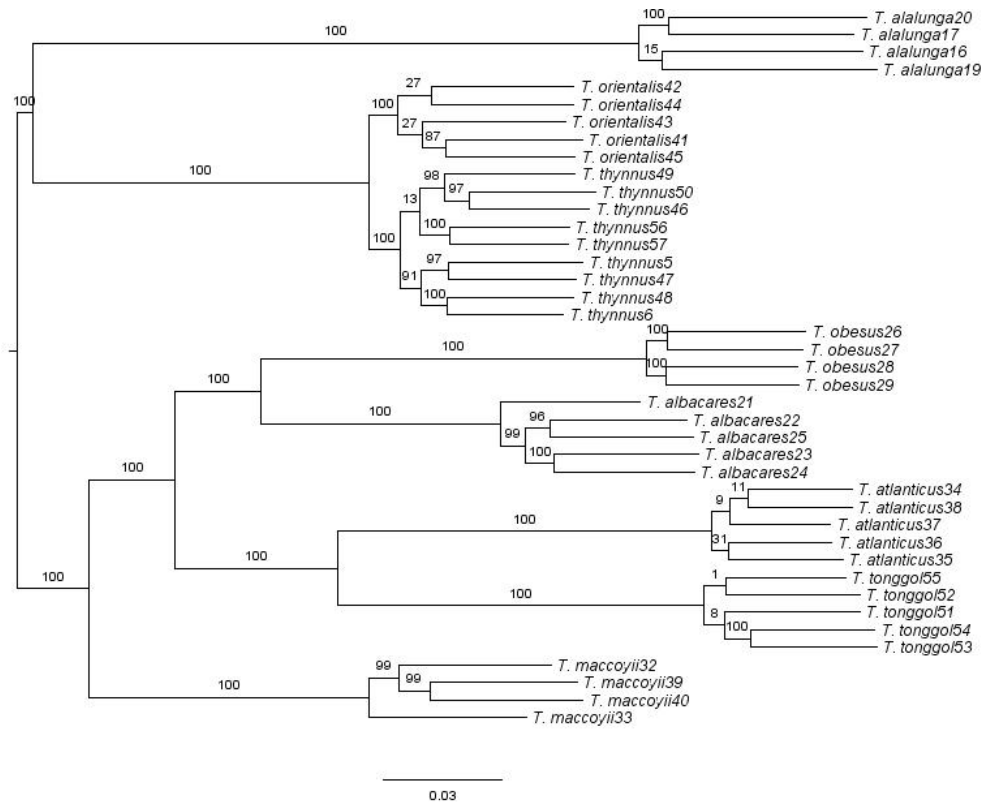 100
T. alalunga20
100
T. alalunga17
T. alalunga16
15
T. alalunga19
T. orientalis42
27
100
T. orientalis44
100
T. orientalis43
27
T. orientalis41
87
T. orientalis45
T. thynnus49
98
100
T. thynnus50
97
13
T. thynnus46
T. thynnus56
100
T. thynnus57
100
T. thynnus5
97
T. thynnus47
91
T. thynnus48
100
T. thynnus6
T. obesus26
100
T. obesus27
100
T. obesus28
100
T. obesus29
100
T. albacares21
100
T. albacares22
96
T. albacares25
99
T. albacares23
100
T. albacares24
100
T. atlanticus34
11
T. atlanticus38
9
T. atlanticus37
100
T. atlanticus36
31
T. atlanticus35
100
T. tonggol55
1
T. tonggol52
100
100
T. tonggol51
8
T. tonggol54
100
T. tonggol53
T. maccoyii32
99
T. maccoyii39
99
100
T. maccoyii40
T. maccoyii33
0.03